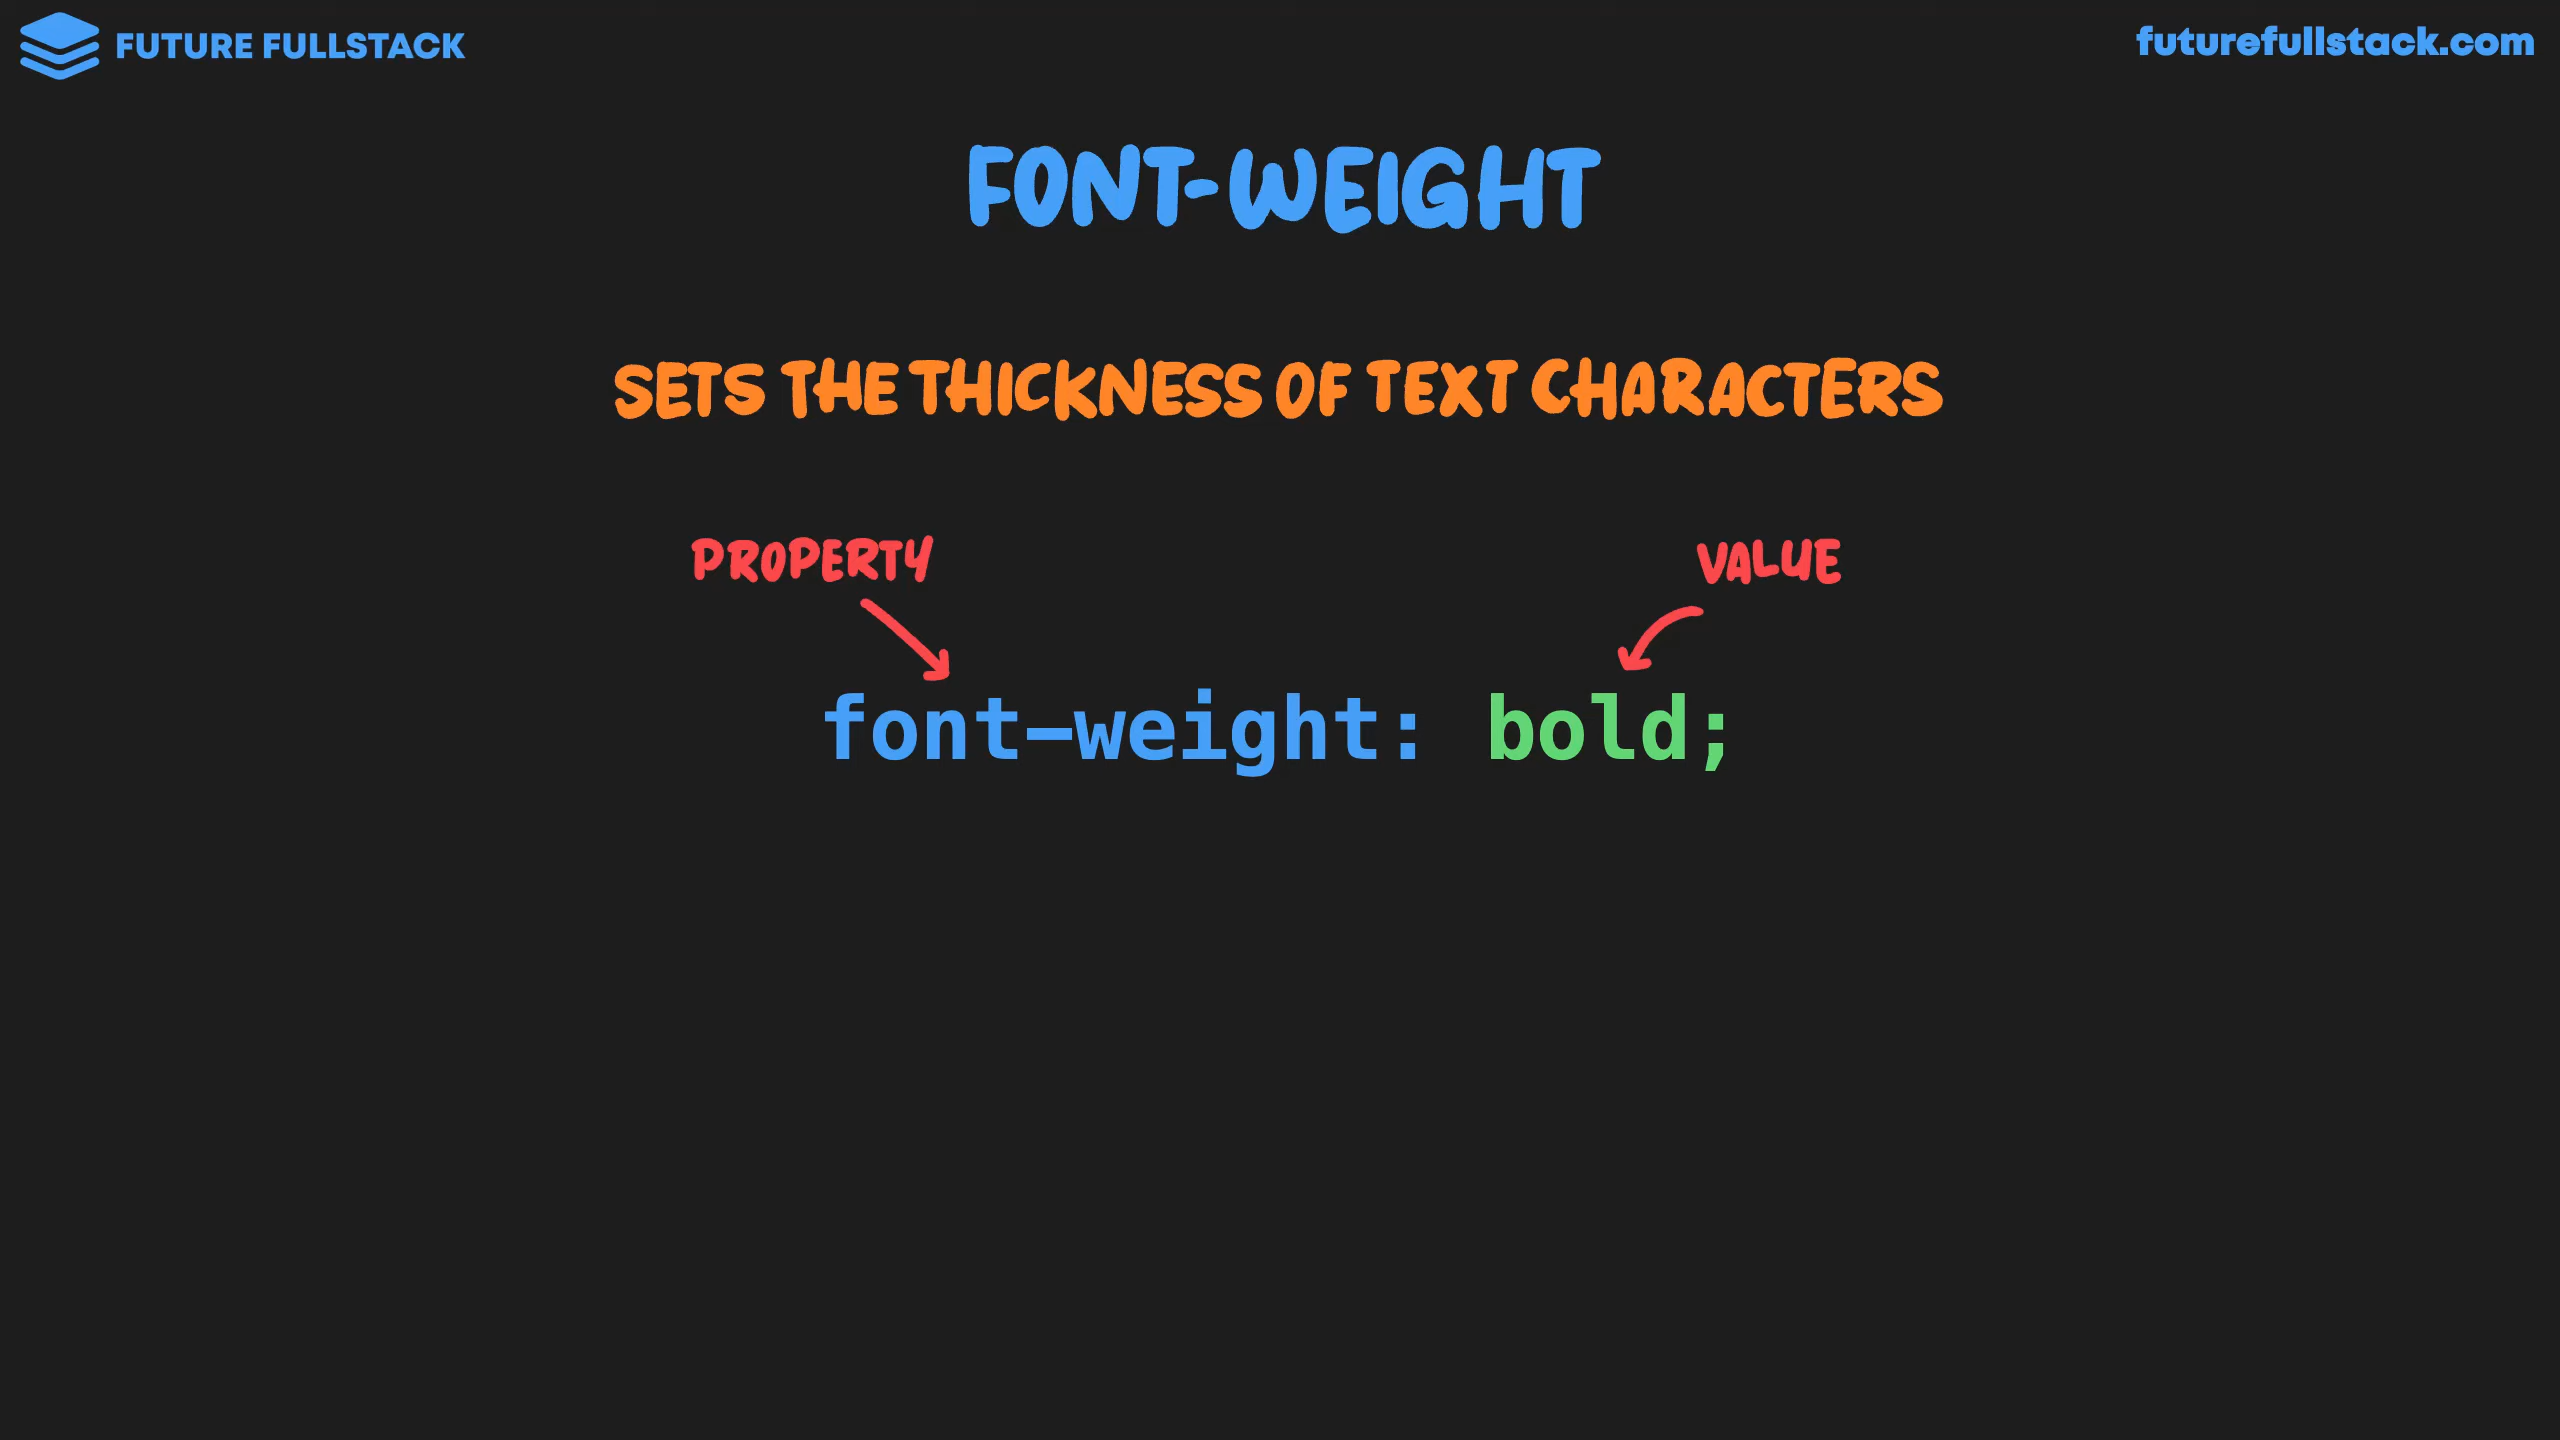 FUTURE FULLSTACK
futurefullstack.com
FONT-WEIGHT
SETS THE THICKNESS OF TEXT CHARACTERS
PROPERTY
VALUE
font-weight: bold;